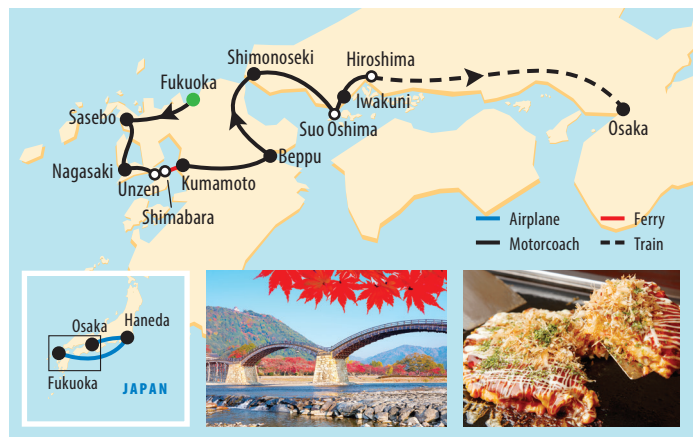 Shimonoseki
Hiroshima
Fukuoka
Iwakuni
Sasebo
Suo Oshima
Osaka
Nagasaki
Beppu
Unzen
Kumamoto
Shimabara
Airplane
Ferry
Motorcoach
Train
Haneda
Osaka
Fukuoka
JAPAN